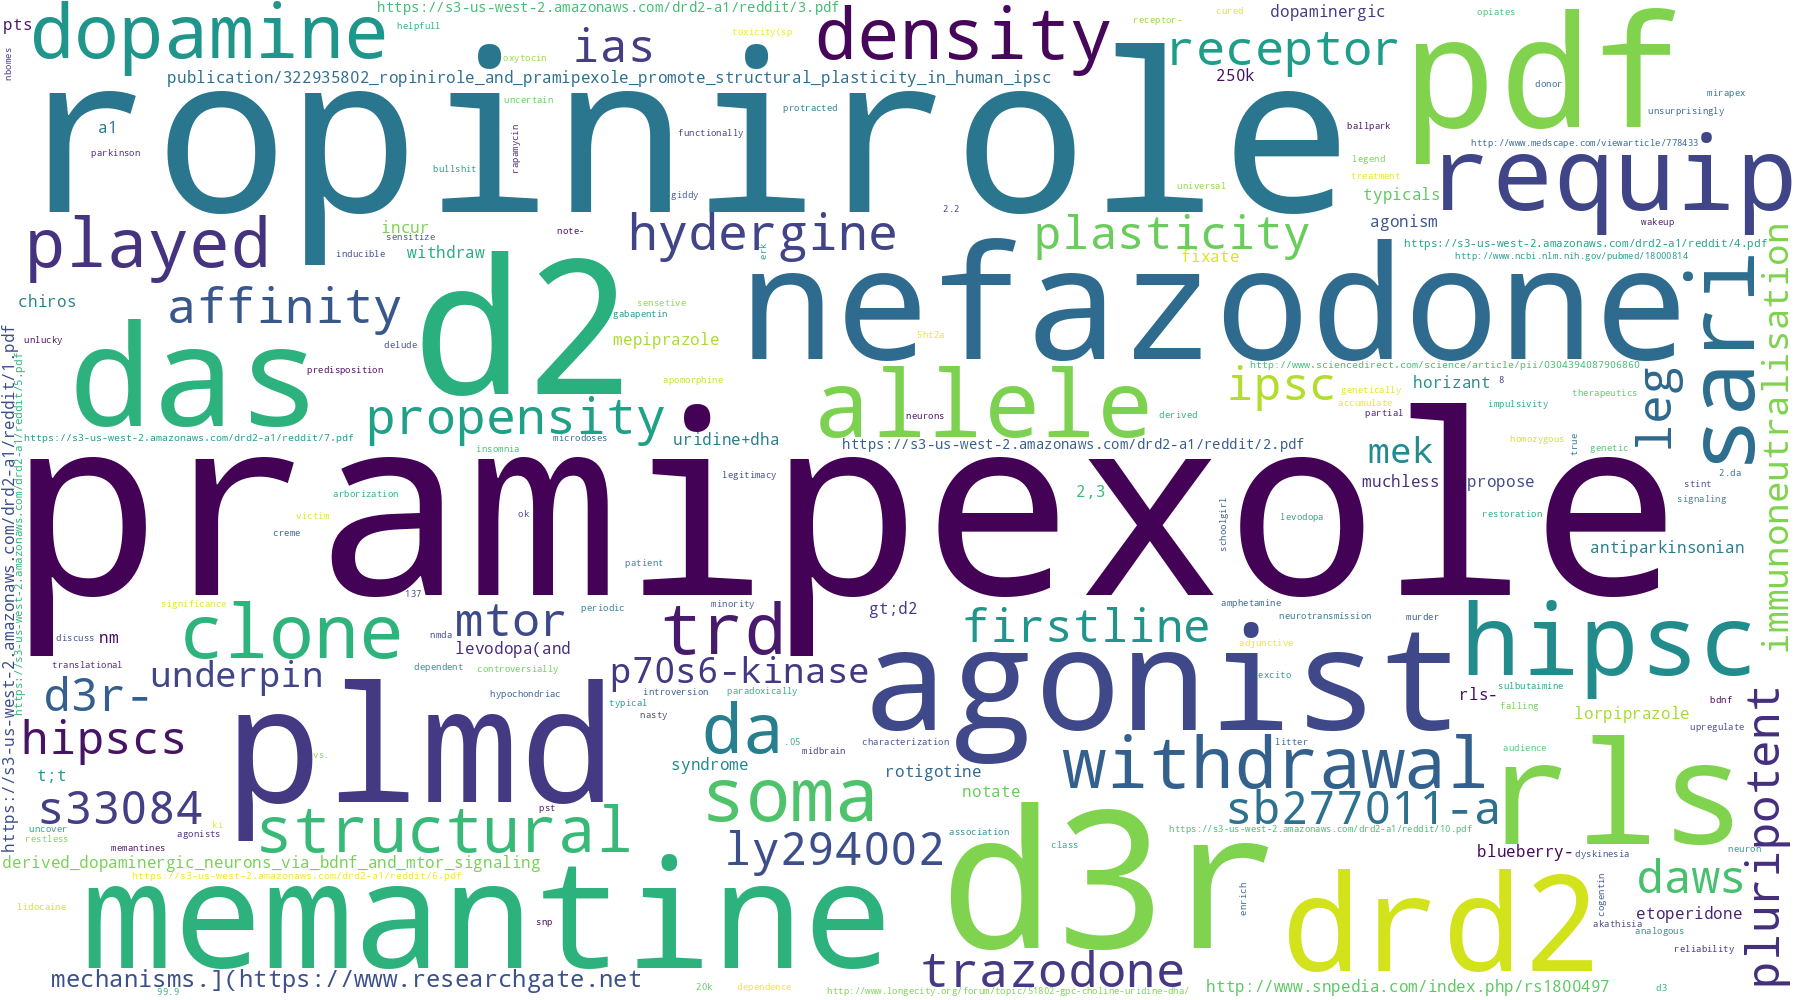 https://s3-us-west-2.amazonaws.com/drd2-a1/reddit/3.pdf
pts
dopamine
helpfull
oxytocin
ias
toxicity(sp
density
receptor-
cured
dopaminergic
opiates
receptor
pdf
nbomes
publication/322935802_ropinirole_and_pramipexole_promote_structural_plasticity_in_human_ipsc
250k
donor
mirapex
ropinirole
uncertain
protracted
unsurprisingly
a1
parkinson
rapamycin
functionally
ballpark
http://www.medscape.com/viewarticle/778433
bullshit
legend
treatment
requip
giddy
universal
typicals
played
incur
sensitize
note-
2.2
hydergine
plasticity
agonism
wakeup
inducible
withdraw
erk
fixate
https://s3-us-west-2.amazonaws.com/drd2-a1/reddit/4.pdf
http://www.ncbi.nlm.nih.gov/pubmed/18000814
immunoneutralisation
chiros
affinity
d2
sensetive
gabapentin
nefazodone
sari
unlucky
das
delude
mepiprazole
5ht2a
predisposition
apomorphine
http://www.sciencedirect.com/science/article/pii/0304394087906860
https://s3-us-west-2.amazonaws.com/drd2-a1/reddit/1.pdf
https://s3-us-west-2.amazonaws.com/drd2-a1/reddit/5.pdf
allele
ipsc
genetically
accumulate
horizant
8
therapeutics
leg
propensity
neurons
derived
partial
impulsivity
https://s3-us-west-2.amazonaws.com/drd2-a1/reddit/7.pdf
microdoses
uridine+dha
https://s3-us-west-2.amazonaws.com/drd2-a1/reddit/2.pdf
homozygous
true
genetic
insomnia
mek
pramipexole
legitimacy
muchless
propose
2.da
stint
arborization
2,3
signaling
victim
ok
schoolgirl
levodopa
restoration
creme
antiparkinsonian
patient
137
significance
clone
mtor
periodic
trd
minority
gt;d2
firstline
amphetamine
neurotransmission
murder
hipsc
discuss
nm
nmda
levodopa(and
adjunctive
translational
underpin
dependent
controversially
p70s6-kinase
agonist
excito
sulbutaimine
d3r-
hypochondriac
introversion
paradoxically
rls-
bdnf
typical
nasty
da
falling
lorpiprazole
upregulate
pluripotent
hipscs
plmd
vs.
.05
midbrain
characterization
litter
audience
rls
t;t
syndrome
rotigotine
withdrawal
s33084
pst
soma
notate
sb277011-a
uncover
restless
agonists
ki
structural
association
https://s3-us-west-2.amazonaws.com/drd2-a1/reddit/10.pdf
memantines
ly294002
class
blueberry-
dyskinesia
neuron
derived_dopaminergic_neurons_via_bdnf_and_mtor_signaling
https://s3-us-west-2.amazonaws.com/drd2-a1/reddit/6.pdf
d3r
daws
memantine
enrich
drd2
cogentin
lidocaine
snp
etoperidone
akathisia
analogous
reliability
mechanisms.](https://www.researchgate.net
trazodone
99.9
20k
dependence
http://www.longecity.org/forum/topic/51802-gpc-choline-uridine-dha/
http://www.snpedia.com/index.php/rs1800497
d3